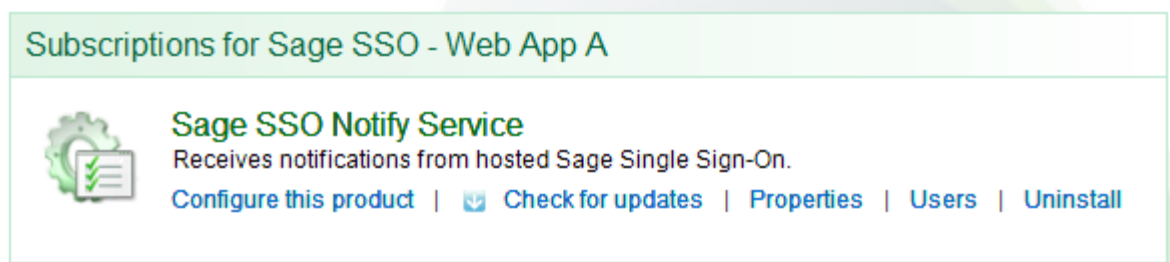 Subscriptions for Sage SSO - Web App A
Sage SSO Notify Service
Receives notifications from hosted Sage Single Sign-On.
Configure this product | Check for updates | Properties | Users | Uninstall